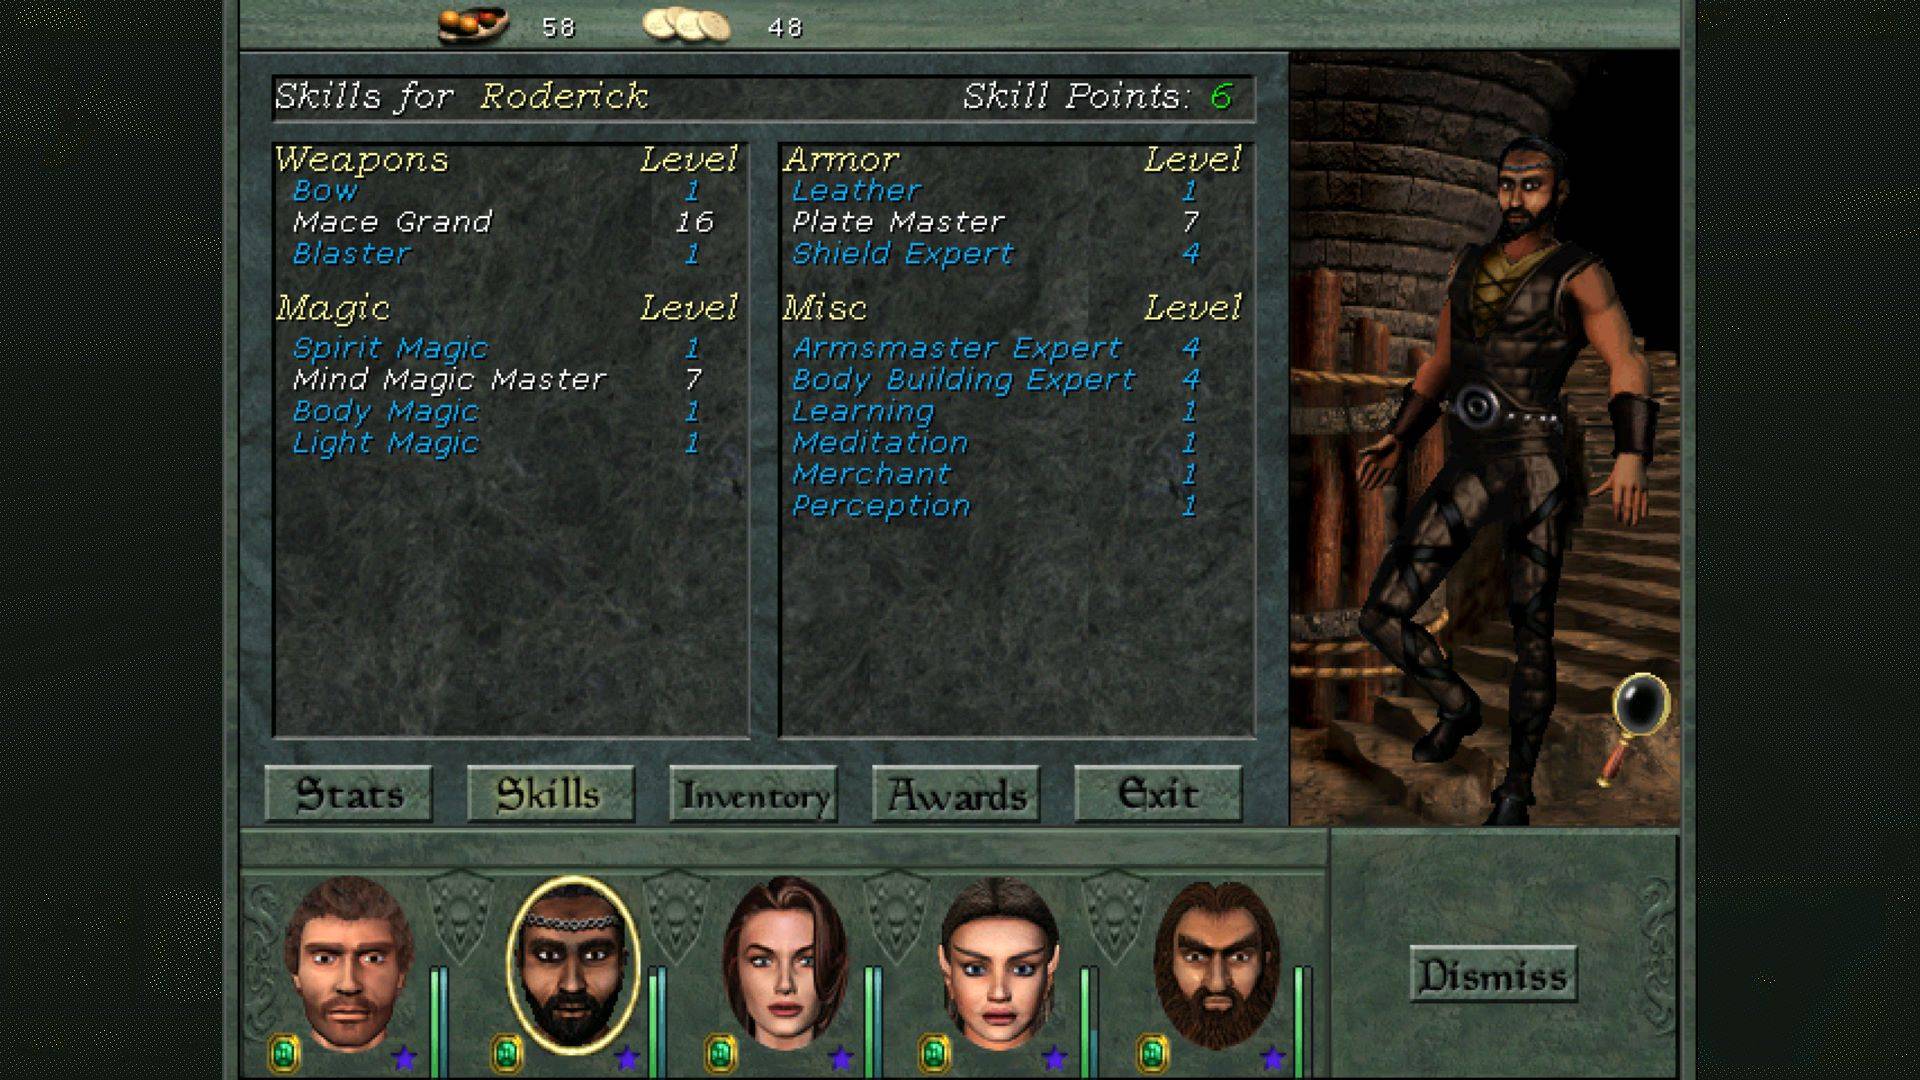 58 48
Skills for Roderick Skill Points: 6
Weapons Level
Bow 1
Mace Grand 16
Blaster 1
Magic Level
Spirit Magic 1
Mind Magic Master 7
Body Magic 1
Light Magic 1
Armor Level
Leather 1
Plate Master 7
Shield Expert 4
Misc Level
Armsmaster Expert 4
Body Building Expert 4
Learning 1
Meditation 1
Merchant 1
Perception 1
Stats Skills Inventory Awards Exit
Dismiss